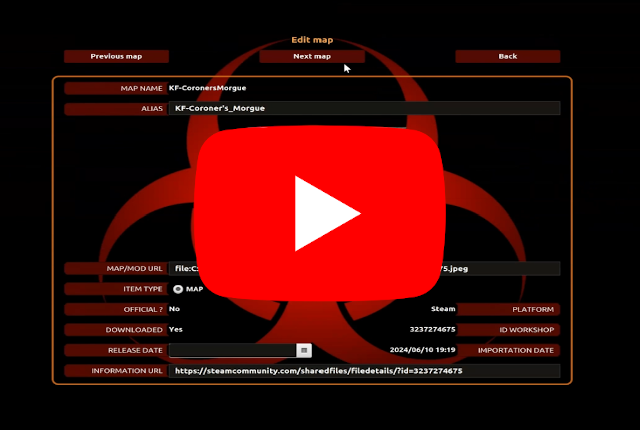 Edit map
Previous map Next map Back
MAP NAME KF-CoronersMorgue
ALIAS KF-Coroner's_Morgue
MAP/MOD URL file:C: 75.jpeg
ITEM TYPE MAP
OFFICIAL ? No Steam PLATFORM
DOWNLOADED Yes 3237274675 ID WORKSHOP
RELEASE DATE 2024/06/10 19:19 IMPORTATION DATE
INFORMATION URL https://steamcommunity.com/sharedfiles/filedetails/?id=3237274675